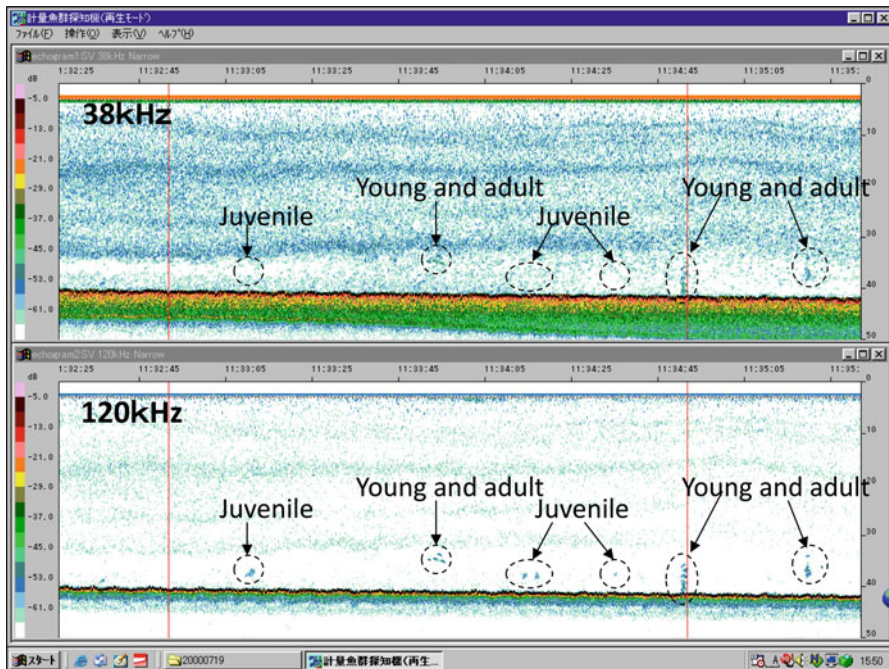 計量魚群探知機(再生モード)
ファイル(F) 操作(O) 表示(V) ヘルプ(H)
echogram1:SV 38kHz Narrow
1:32:25 11:32:45 11:33:05 11:33:45 11:34:05 11:34:25 11:34:45 11:35:05 11:35:
dB
0
-5.0
38kHz
-13.0
10
-21.0
20
-29.0
Young and adult Young and adult
-37.0
Juvenile Juvenile
-45.0
30
-53.0
40
-61.0
50
echogram2:SV 120kHz Narrow
1:32:25 11:32:45 11:33:05 11:33:45 11:34:05 11:34:25 11:34:45 11:35:05 11:35:
dB
0
-5.0
120kHz
-13.0
10
-21.0
20
-29.0
Young and adult Young and adult
-37.0
Juvenile Juvenile
-45.0
30
-53.0
40
-61.0
50
スタート 20000719 計量魚群探知機(再生... A 15:50